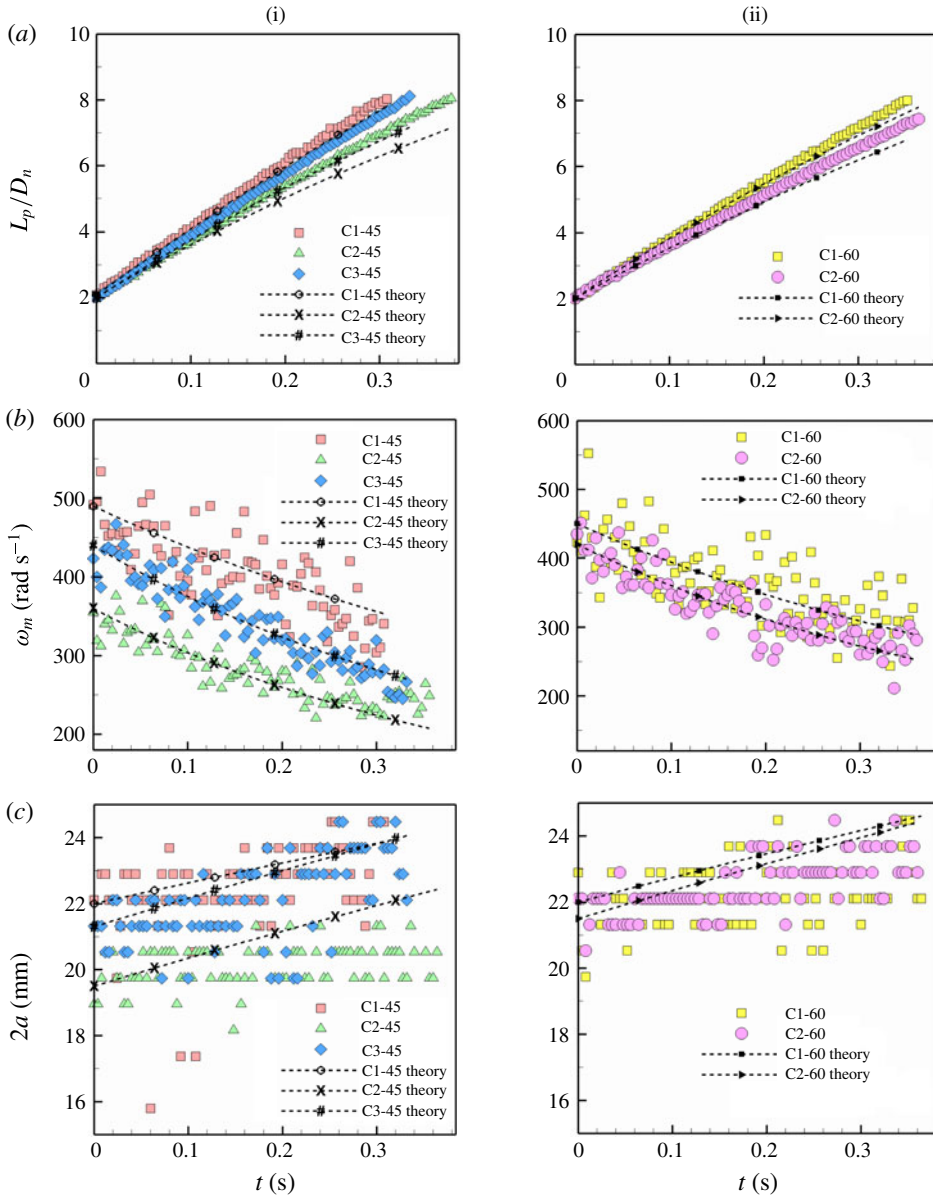 (i)
(ii)
(a)
10
8
6
4
2
0
L_p/D_n
C1-45
C2-45
C3-45
C1-45 theory
C2-45 theory
C3-45 theory
0
0.1
0.2
0.3
10
8
6
4
2
0
C1-60
C2-60
C1-60 theory
C2-60 theory
0
0.1
0.2
0.3
(b)
600
500
400
300
200
ω_m (rad s⁻¹)
C1-45
C2-45
C3-45
C1-45 theory
C2-45 theory
C3-45 theory
0
0.1
0.2
0.3
600
500
400
300
200
C1-60
C2-60
C1-60 theory
C2-60 theory
0
0.1
0.2
0.3
(c)
24
22
20
18
16
2a (mm)
C1-45
C2-45
C3-45
C1-45 theory
C2-45 theory
C3-45 theory
0
0.1
0.2
0.3
t (s)
24
22
20
18
16
C1-60
C2-60
C1-60 theory
C2-60 theory
0
0.1
0.2
0.3
t (s)